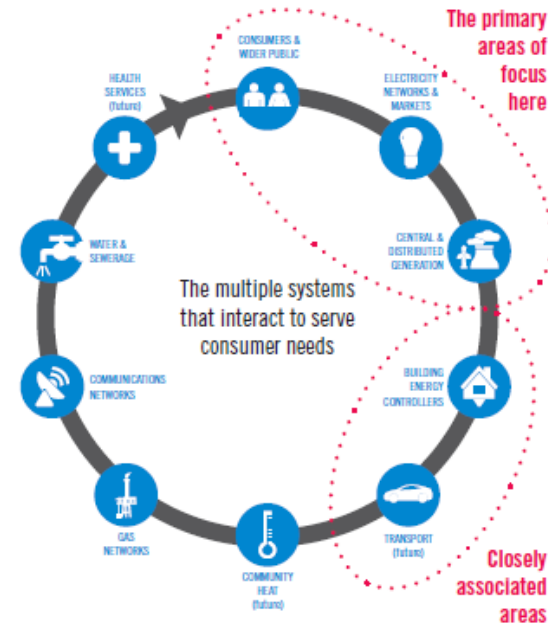 The primary
areas of
focus
here
CONSUMERS &
WIDER PUBLIC
ELECTRICITY
NETWORKS &
MARKETS
CENTRAL &
DISTRIBUTED
GENERATION
BUILDING
ENERGY
CONTROLLERS
TRANSPORT
(future)
Closely
associated
areas
COMMUNITY
HEAT
(future)
GAS
NETWORKS
COMMUNICATIONS
NETWORKS
WATER &
SEWERAGE
HEALTH
SERVICES
(future)
The multiple systems
that interact to serve
consumer needs